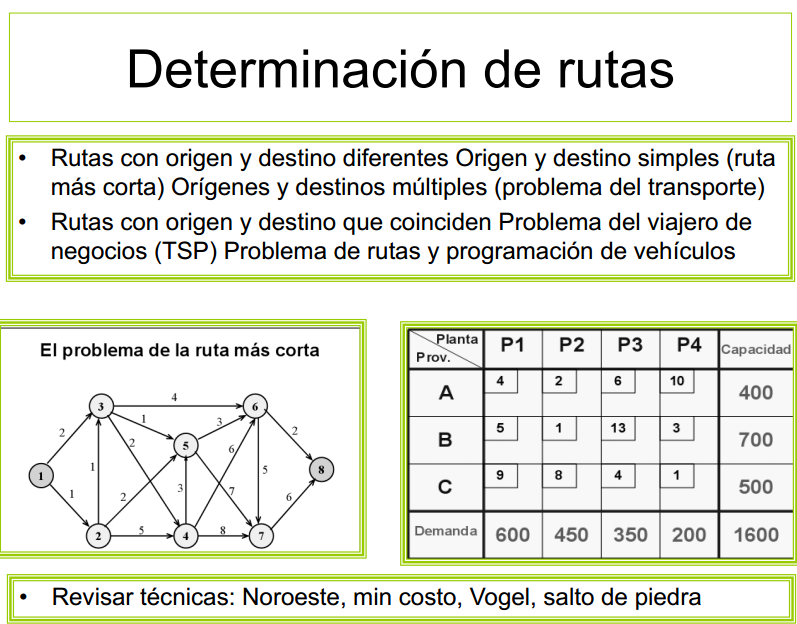 Determinación de rutas
• Rutas con origen y destino diferentes Origen y destino simples (ruta
más corta) Orígenes y destinos múltiples (problema del transporte)
• Rutas con origen y destino que coinciden Problema del viajero de
negocios (TSP) Problema de rutas y programación de vehículos
El problema de la ruta más corta
4
3 6
2 1 3 2
2 5 6
1 1 5 8
3 7
1 2 6
2 5 4 8 7
Planta
Prov. P1 P2 P3 P4 Capacidad
4 2 6 10
A 400
5 1 13 3
B 700
9 8 4 1
C 500
Demanda 600 450 350 200 1600
• Revisar técnicas: Noroeste, min costo, Vogel, salto de piedra